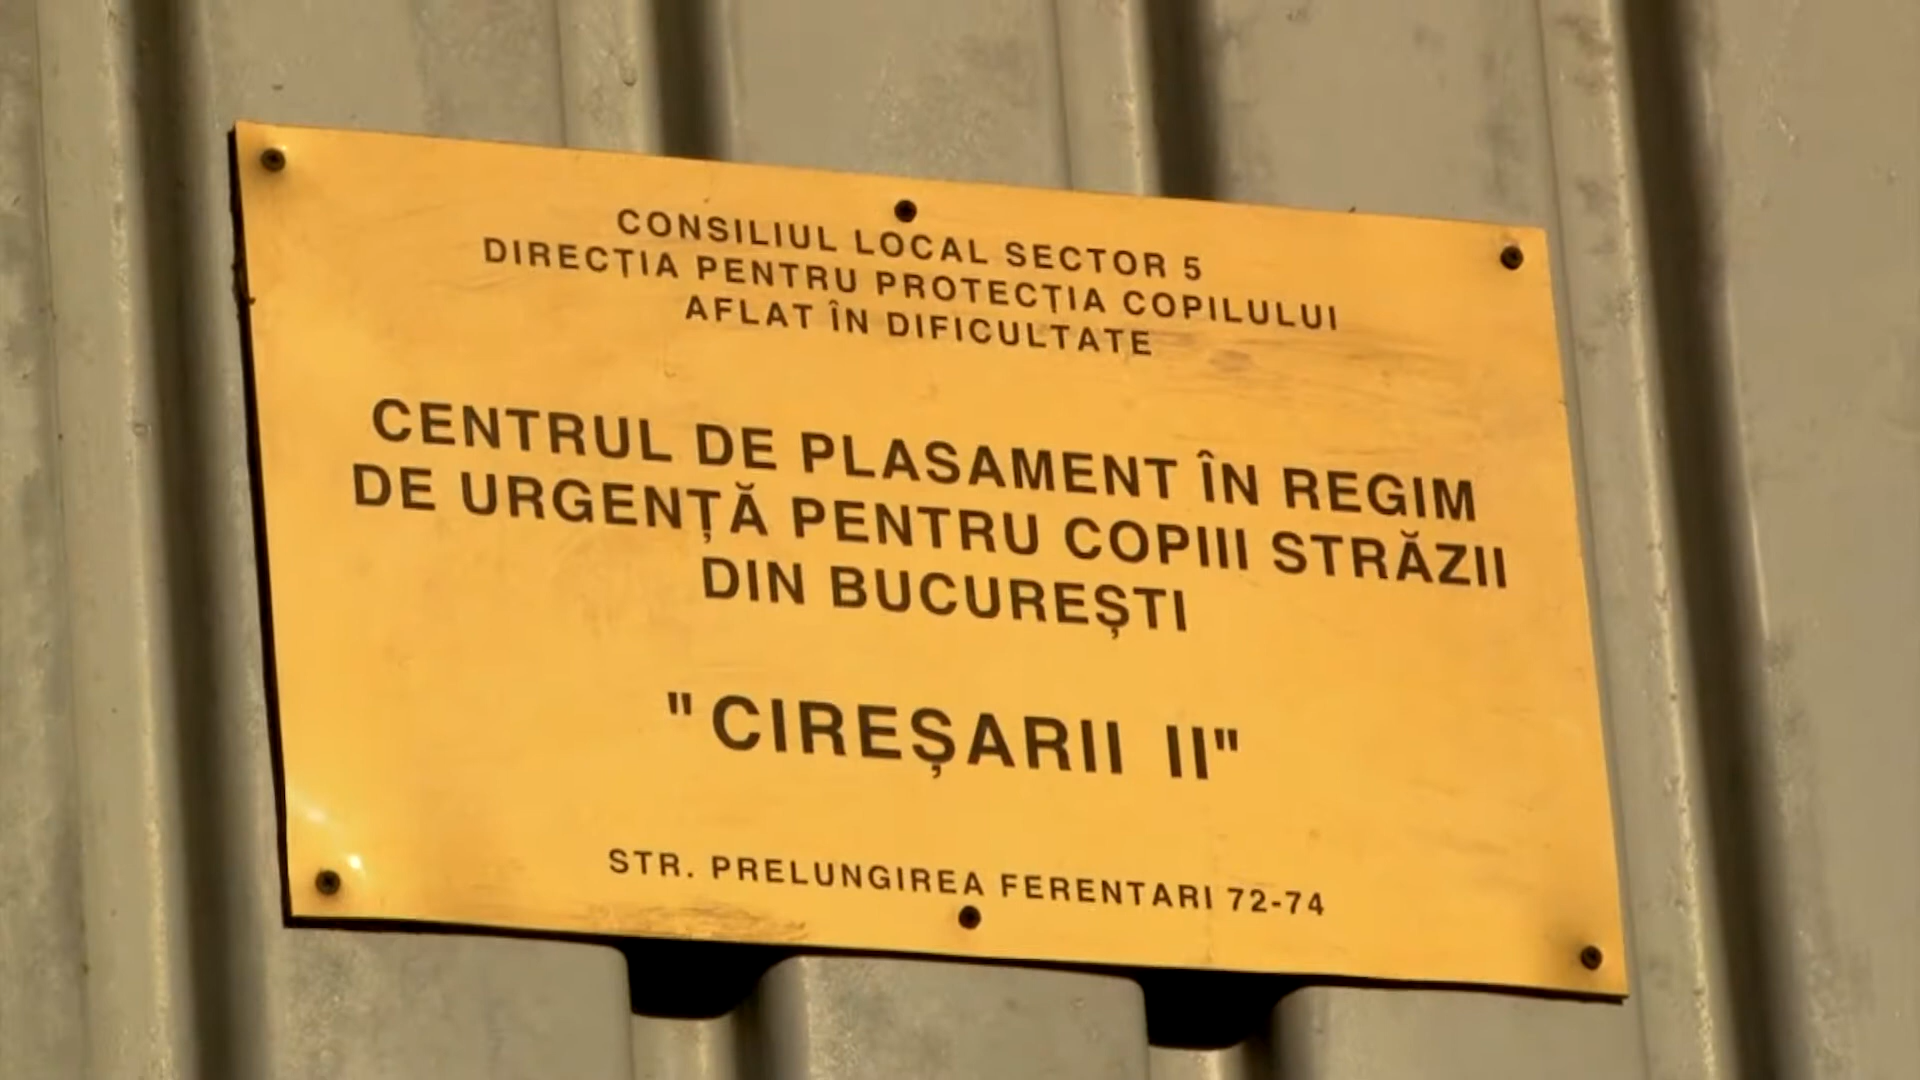 CONSILIUL LOCAL SECTOR 5
DIRECȚIA PENTRU PROTECȚIA COPILULUI
AFLAT ÎN DIFICULTATE
CENTRUL DE PLASAMENT ÎN REGIM
DE URGENȚĂ PENTRU COPIII STRĂZII
DIN BUCUREȘTI
"CIREȘARII II"
STR. PRELUNGIREA FERENTARI 72-74